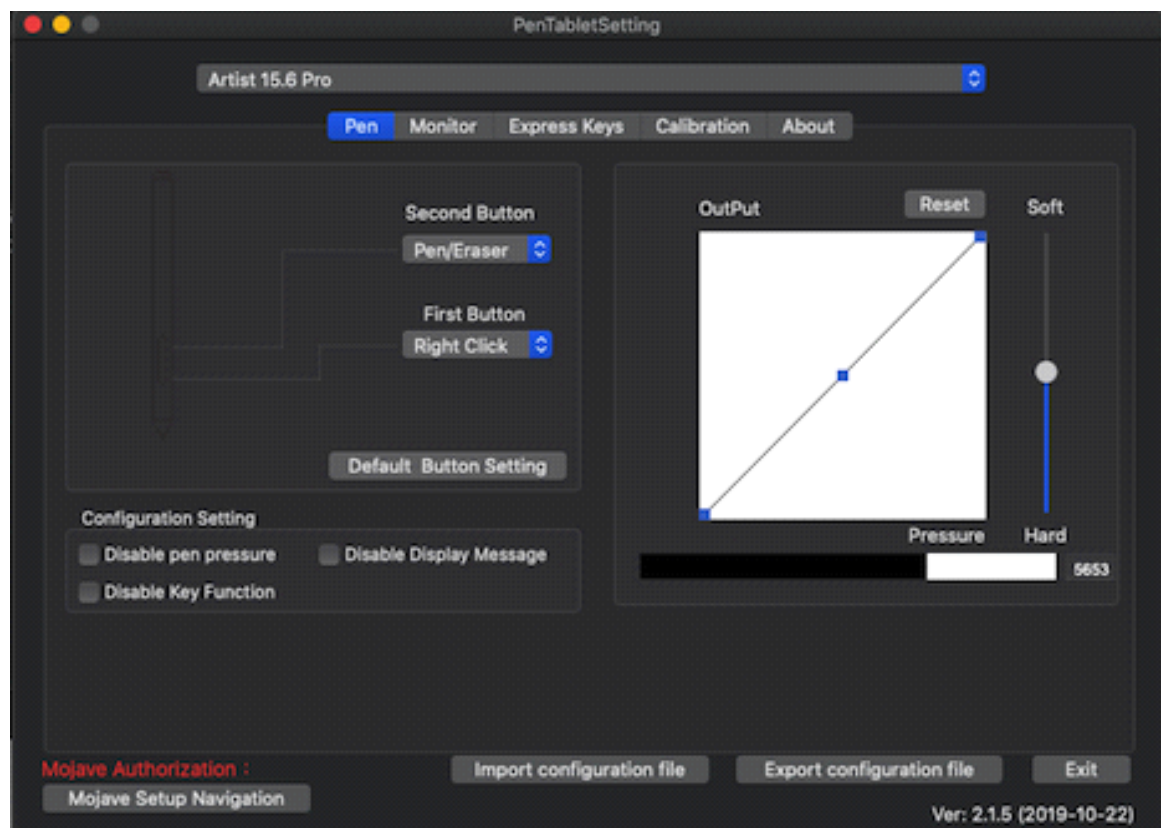 PenTabletSetting
Artist 15.6 Pro
Pen Monitor Express Keys Calibration About
Second Button
Pen/Eraser
First Button
Right Click
Default Button Setting
OutPut Reset Soft
Pressure Hard
5653
Configuration Setting
Disable pen pressure Disable Display Message
Disable Key Function
Mojave Authorization :
Mojave Setup Navigation
Import configuration file Export configuration file Exit
Ver: 2.1.5 (2019-10-22)